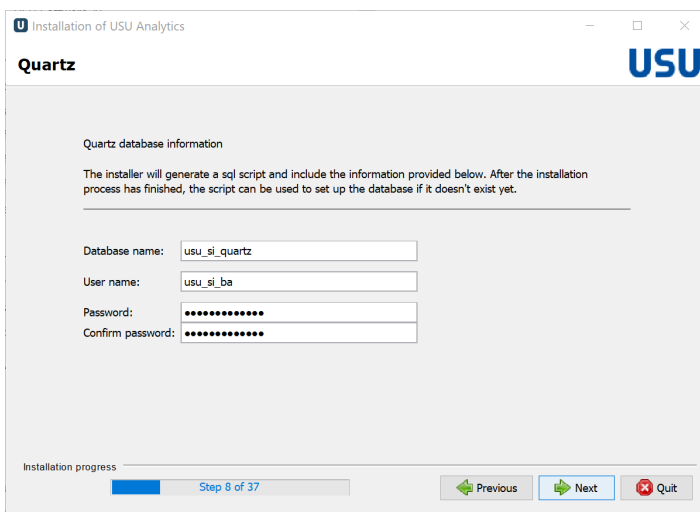 Installation of USU Analytics
Quartz
USU
Quartz database information
The installer will generate a sql script and include the information provided below. After the installation
process has finished, the script can be used to set up the database if it doesn't exist yet.
Database name: usu_si_quartz
User name: usu_si_ba
Password: •••••••••••••
Confirm password: •••••••••••••
Installation progress
Step 8 of 37
Previous
Next
Quit